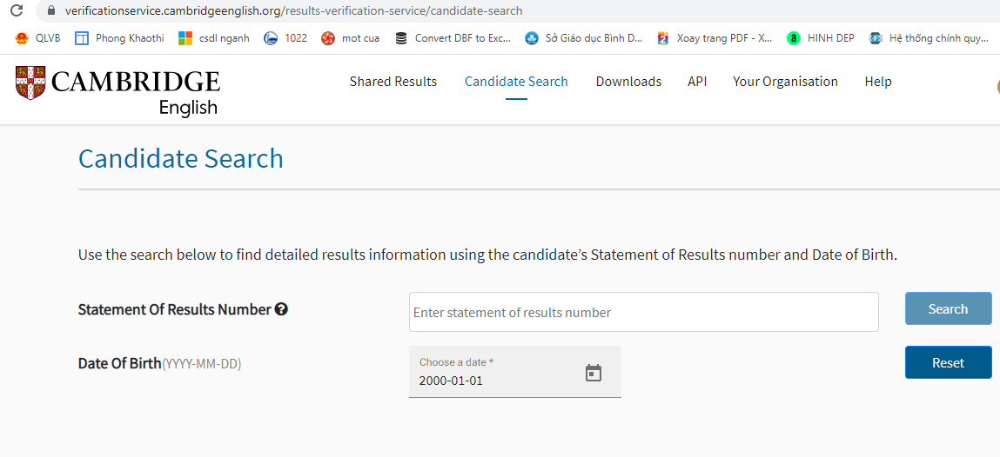 verificationservice.cambridgeenglish.org/results-verification-service/candidate-search
QLVB Phong Khaothi csdl nganh 1022 mot cua Convert DBF to Exc... Sở Giáo dục Bình D... Xoay trang PDF - X... HINH DEP Hệ thống chính quy...
CAMBRIDGE
English
Shared Results Candidate Search Downloads API Your Organisation Help
Candidate Search
Use the search below to find detailed results information using the candidate’s Statement of Results number and Date of Birth.
Statement Of Results Number ? Enter statement of results number Search
Date Of Birth(YYYY-MM-DD) Choose a date * Reset
2000-01-01